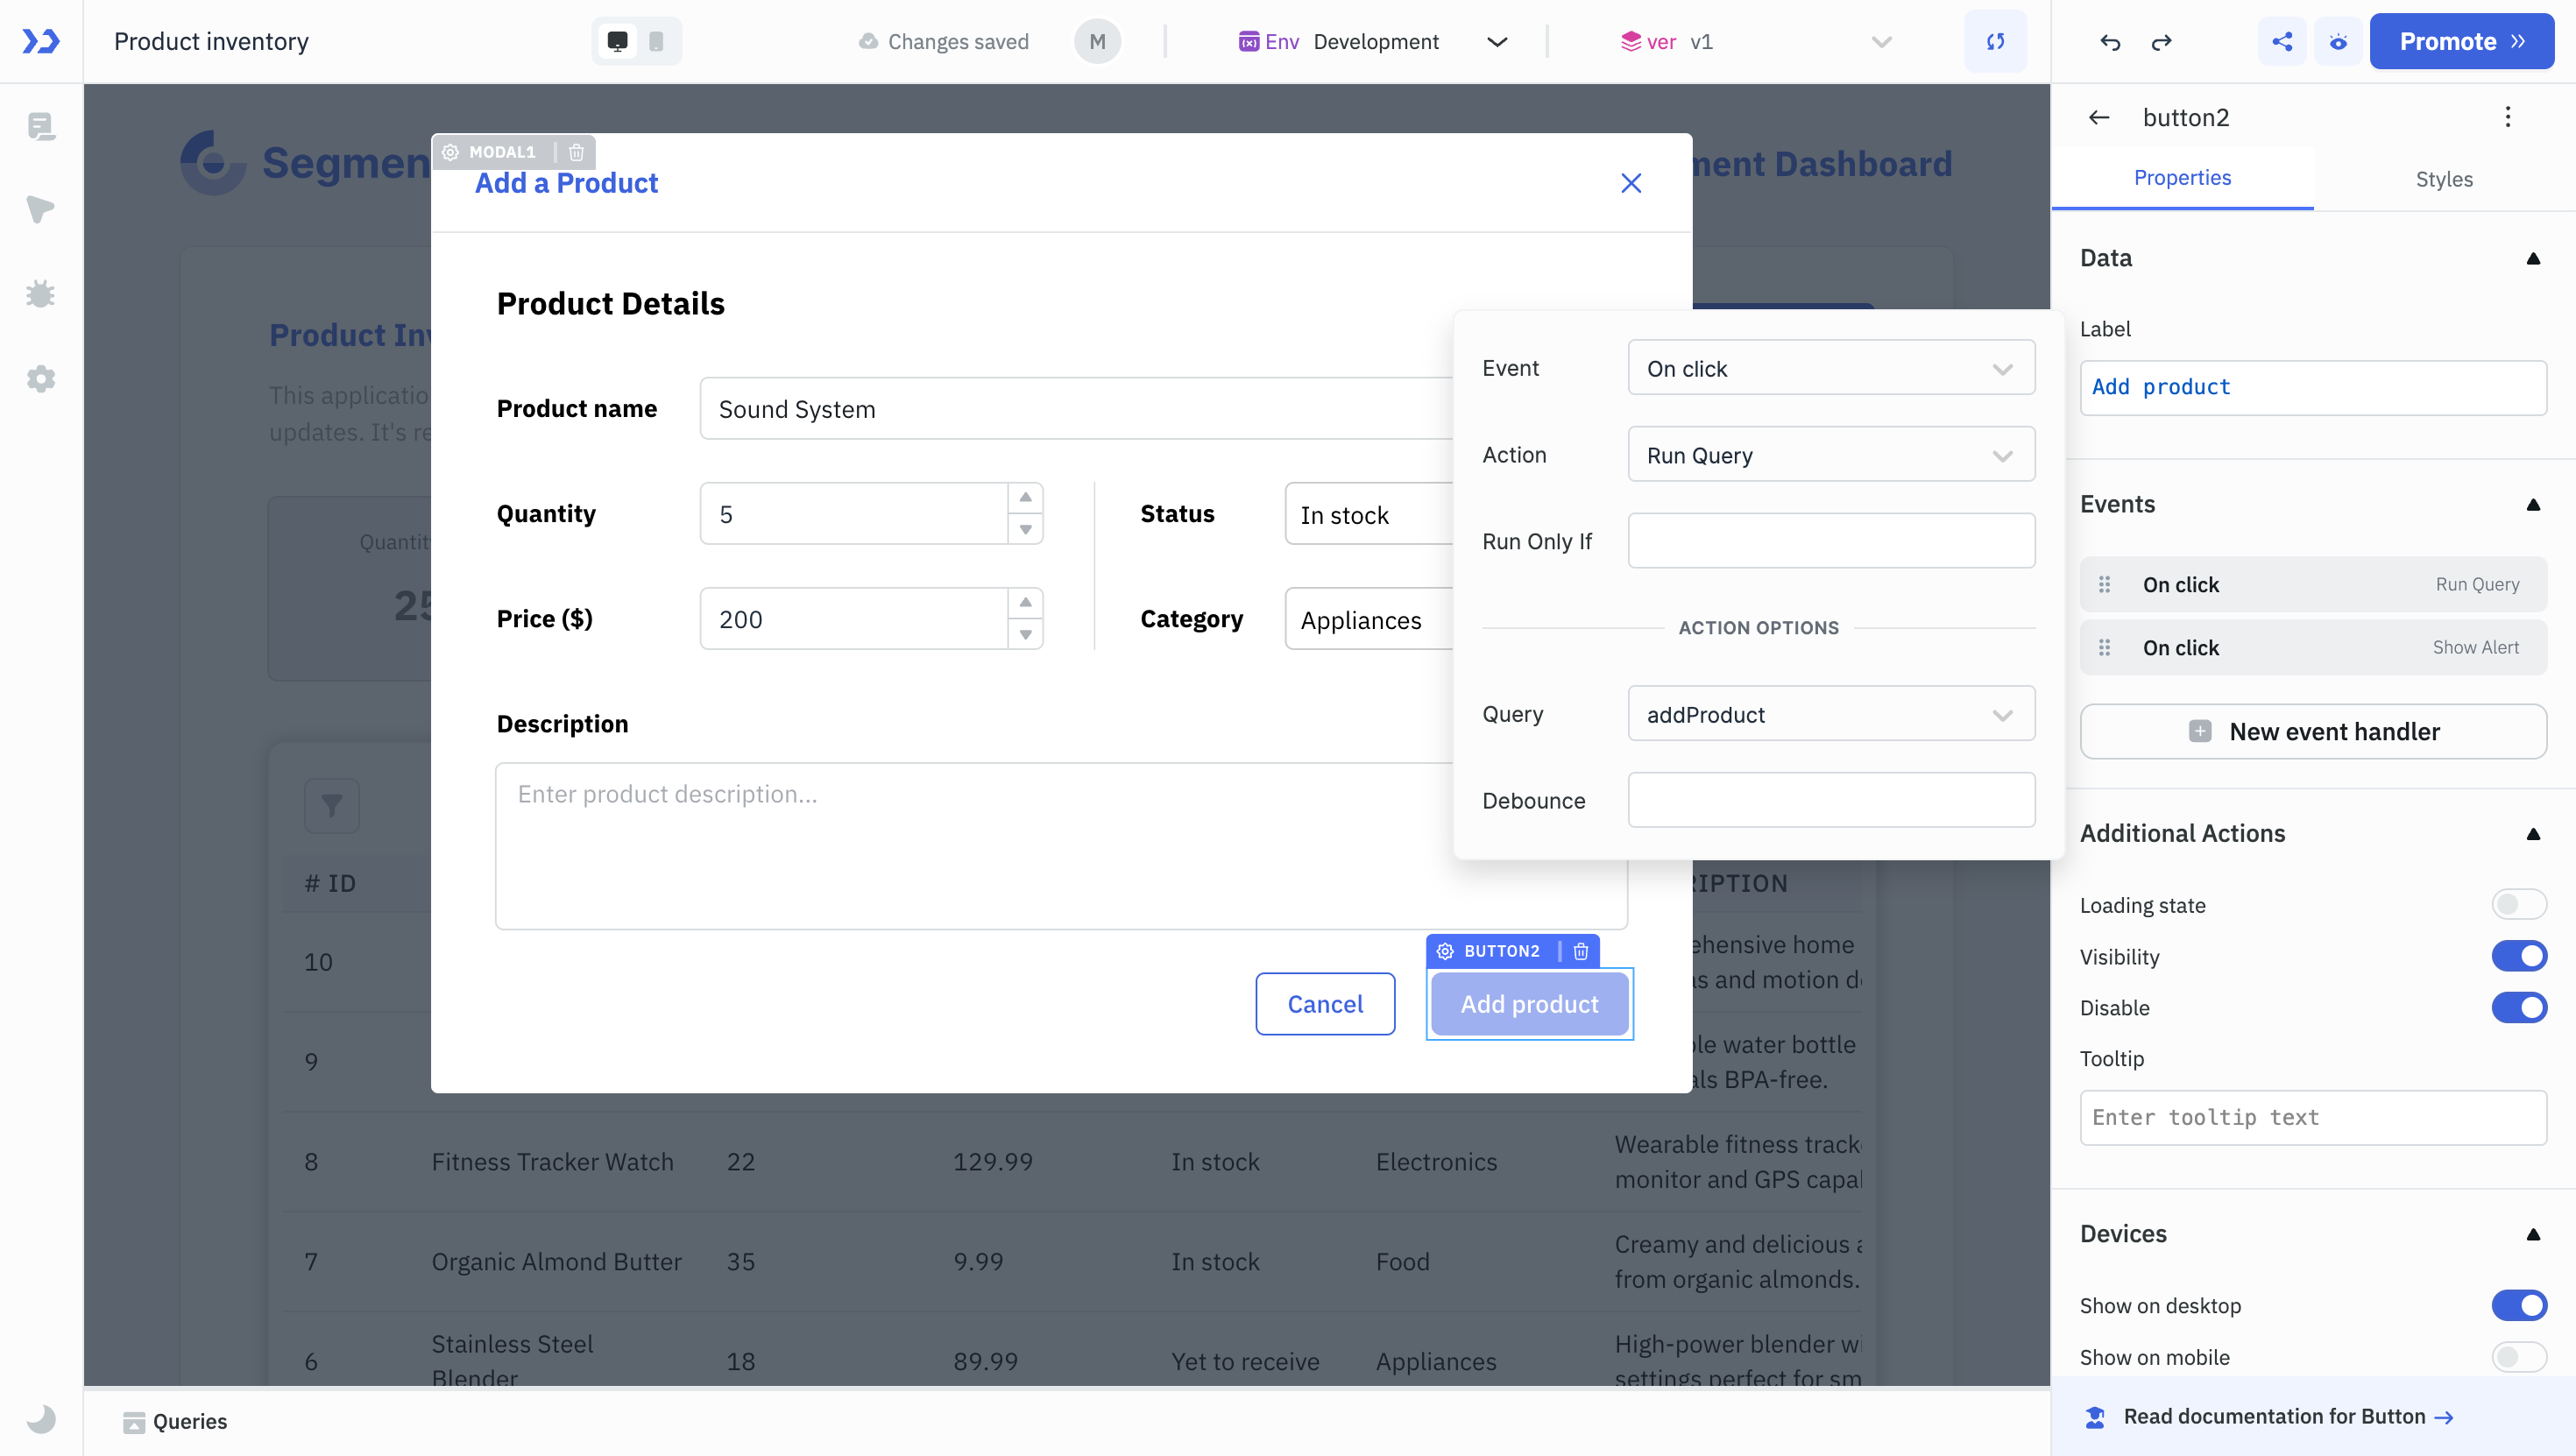 Product inventory
Changes saved
M
Env
Development
ver v1
Promote
Segmen
ment Dashboard
MODAL1
Add a Product
Product Details
Product name
Sound System
Quantity
5
Status
In stock
Price ($)
200
Category
Appliances
Description
Enter product description...
Cancel
BUTTON2
Add product
Product Inv
This applicatio
updates. It's re
Quantit
25
# ID
RIPTION
10
ehensive home
as and motion de
9
ole water bottle
als BPA-free.
8
Fitness Tracker Watch
22
129.99
In stock
Electronics
Wearable fitness track
monitor and GPS capal
7
Organic Almond Butter
35
9.99
In stock
Food
Creamy and delicious a
from organic almonds.
6
Stainless Steel
Blender
18
89.99
Yet to receive
Appliances
High-power blender wi
settings perfect for sm
Queries
Event
On click
Action
Run Query
Run Only If
ACTION OPTIONS
Query
addProduct
Debounce
button2
Properties
Styles
Data
Label
Add product
Events
On click
Run Query
On click
Show Alert
New event handler
Additional Actions
Loading state
Visibility
Disable
Tooltip
Enter tooltip text
Devices
Show on desktop
Show on mobile
Read documentation for Button